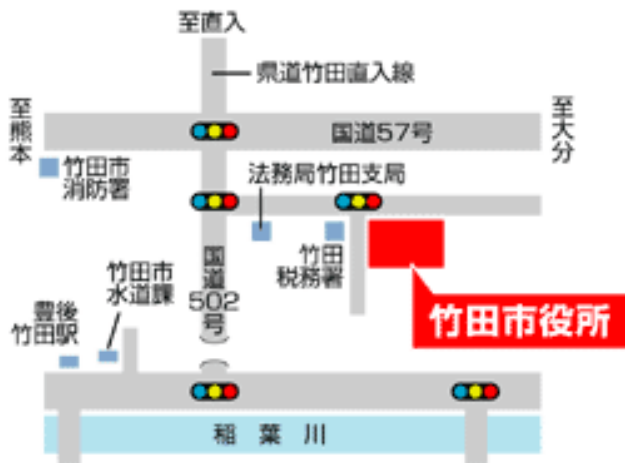 至直入
県道竹田直入線
至熊本
国道57号
至大分
竹田市
消防署
法務局竹田支局
国道502号
竹田
税務署
竹田市
水道課
豊後
竹田駅
竹田市役所
稲葉川